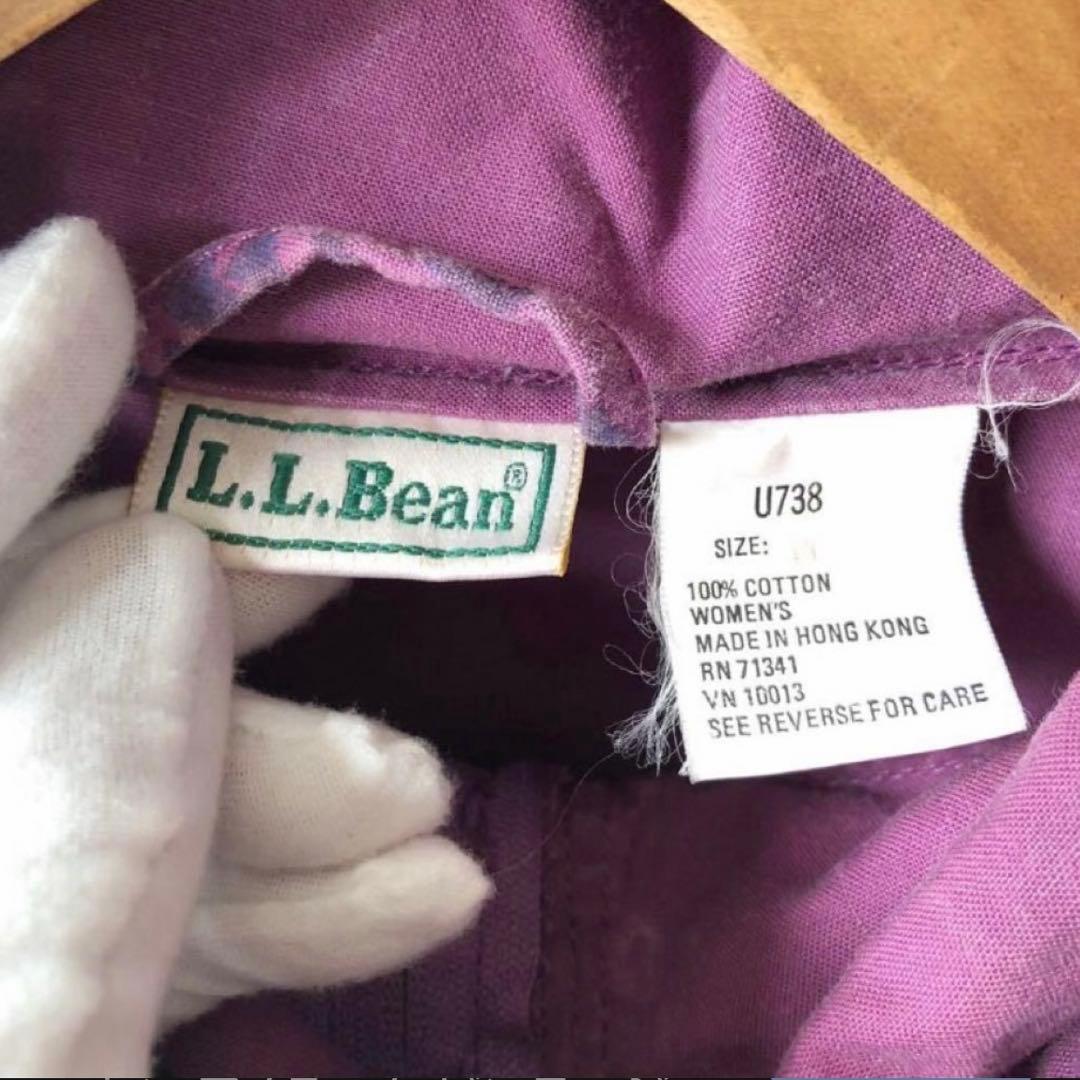 L.L.Bean®
U738
SIZE:
100% COTTON
WOMEN'S
MADE IN HONG KONG
RN 71341
VN 10013
SEE REVERSE FOR CARE